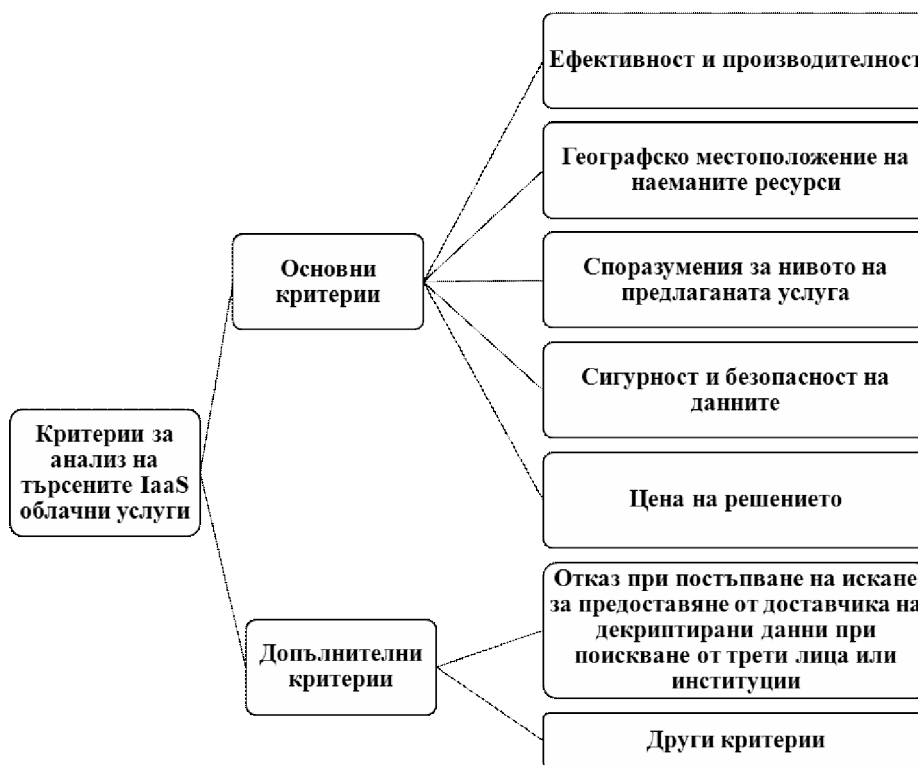 Критерии за
анализ на
търсените IaaS
облачни услуги
Основни
критерии
Ефективност и производителност
Географско местоположение на
наеманите ресурси
Споразумения за нивото на
предлаганата услуга
Сигурност и безопасност на
данните
Цена на решението
Допълнителни
критерии
Отказ при постъпване на искане
за предоставяне от доставчика на
декриптирани данни при
поискване от трети лица или
институции
Други критерии